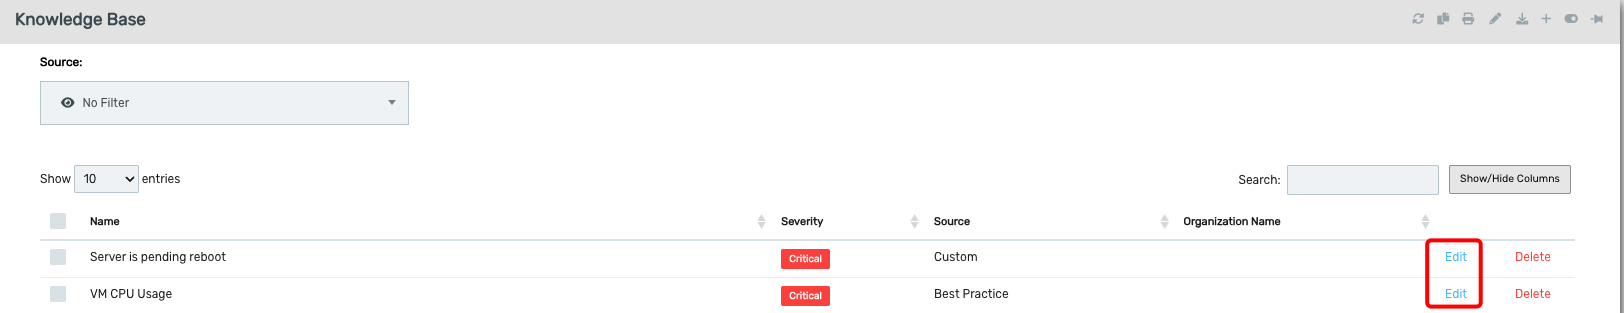 Knowledge Base
Source:
No Filter
Show 10 entries
Search:
Show/Hide Columns
Name Severity Source Organization Name
Server is pending reboot Critical Custom Edit Delete
VM CPU Usage Critical Best Practice Edit Delete